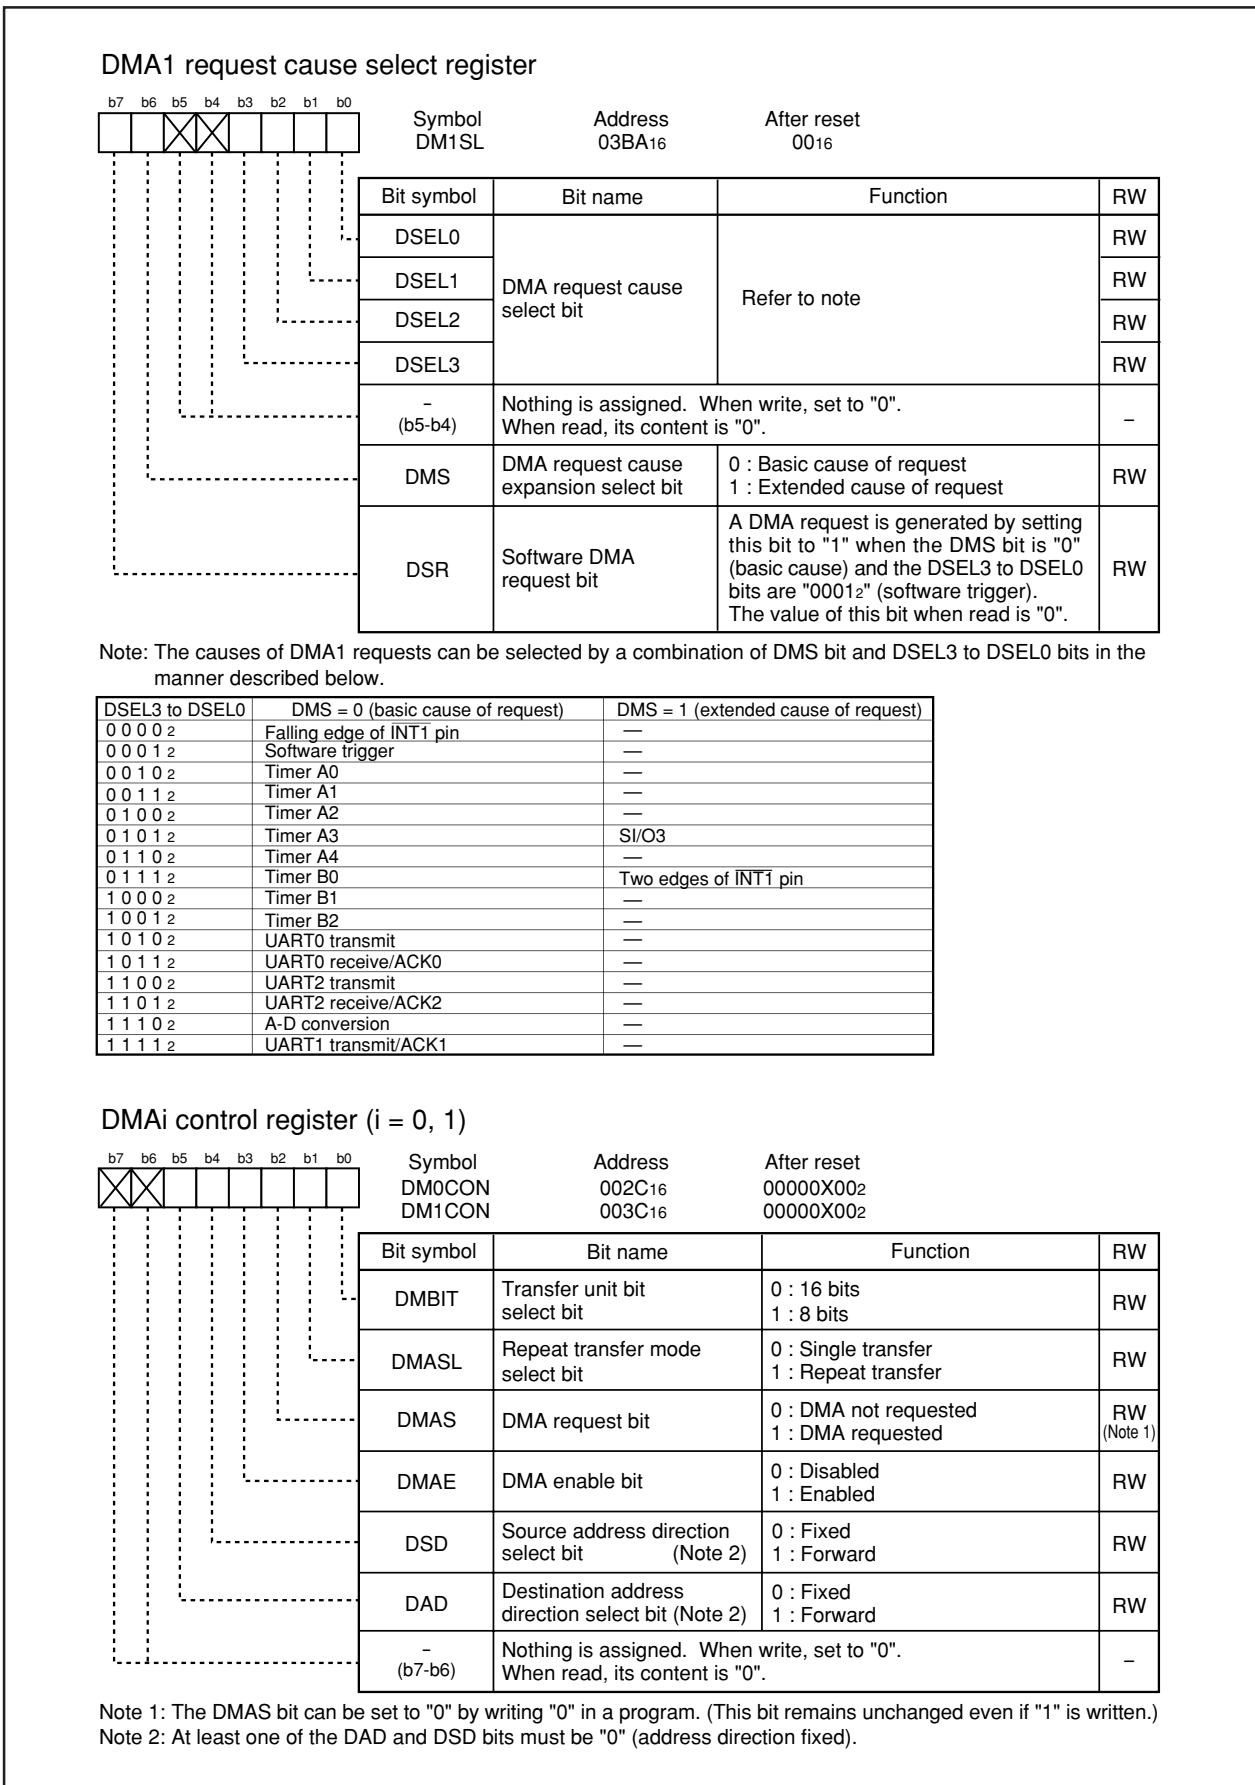 DMA1 request cause select register
b7 b6 b5 b4 b3 b2 b1 b0
Symbol Address After reset
DM1SL 03BA16 0016
Bit symbol Bit name Function RW
DSEL0 RW
DSEL1 DMA request cause select bit Refer to note RW
DSEL2 RW
DSEL3 RW
– (b5-b4) Nothing is assigned. When write, set to "0". –
When read, its content is "0".
DMS DMA request cause expansion select bit 0 : Basic cause of request RW
1 : Extended cause of request
DSR Software DMA request bit A DMA request is generated by setting RW
this bit to "1" when the DMS bit is "0"
(basic cause) and the DSEL3 to DSEL0
bits are "00012" (software trigger).
The value of this bit when read is "0".
Note: The causes of DMA1 requests can be selected by a combination of DMS bit and DSEL3 to DSEL0 bits in the
manner described below.
DSEL3 to DSEL0 DMS = 0 (basic cause of request) DMS = 1 (extended cause of request)
0 0 0 0 2 Falling edge of INT1 pin —
0 0 0 1 2 Software trigger —
0 0 1 0 2 Timer A0 —
0 0 1 1 2 Timer A1 —
0 1 0 0 2 Timer A2 —
0 1 0 1 2 Timer A3 SI/O3
0 1 1 0 2 Timer A4 —
0 1 1 1 2 Timer B0 Two edges of INT1 pin
1 0 0 0 2 Timer B1 —
1 0 0 1 2 Timer B2 —
1 0 1 0 2 UART0 transmit —
1 0 1 1 2 UART0 receive/ACK0 —
1 1 0 0 2 UART2 transmit —
1 1 0 1 2 UART2 receive/ACK2 —
1 1 1 0 2 A-D conversion —
1 1 1 1 2 UART1 transmit/ACK1 —
DMAi control register (i = 0, 1)
b7 b6 b5 b4 b3 b2 b1 b0
Symbol Address After reset
DM0CON 002C16 00000X002
DM1CON 003C16 00000X002
Bit symbol Bit name Function RW
DMBIT Transfer unit bit select bit 0 : 16 bits RW
1 : 8 bits
DMASL Repeat transfer mode select bit 0 : Single transfer RW
1 : Repeat transfer
DMAS DMA request bit 0 : DMA not requested RW
1 : DMA requested (Note 1)
DMAE DMA enable bit 0 : Disabled RW
1 : Enabled
DSD Source address direction select bit (Note 2) 0 : Fixed RW
1 : Forward
DAD Destination address direction select bit (Note 2) 0 : Fixed RW
1 : Forward
– (b7-b6) Nothing is assigned. When write, set to "0". –
When read, its content is "0".
Note 1: The DMAS bit can be set to "0" by writing "0" in a program. (This bit remains unchanged even if "1" is written.)
Note 2: At least one of the DAD and DSD bits must be "0" (address direction fixed).